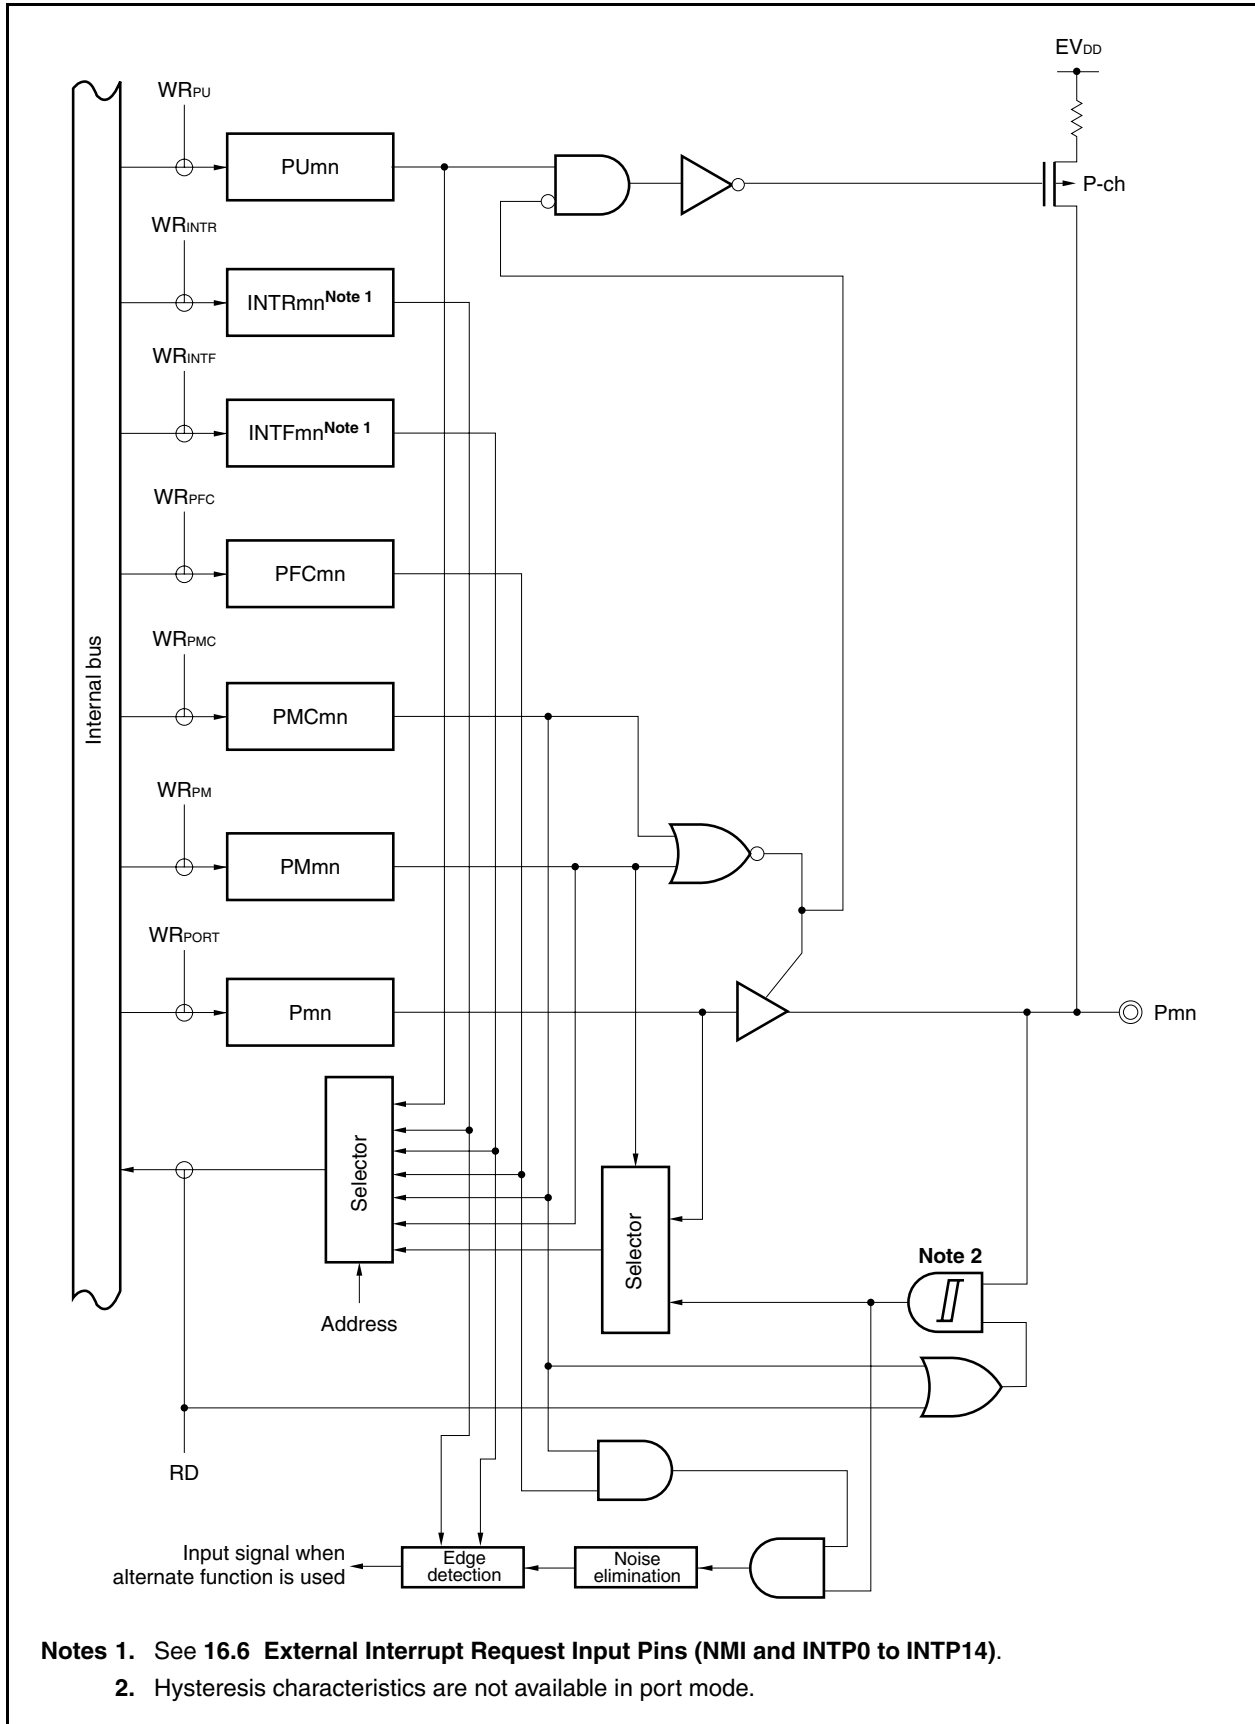 EVDD
WRPU
PUmn
P-ch
WRINTR
INTRmnNote 1
WRINTF
INTFmnNote 1
WRPFC
PFCmn
Internal bus
WRPMC
PMCmn
WRPM
PMmn
WRPORT
Pmn
Pmn
Selector
Selector
Note 2
Address
RD
Input signal when
alternate function is used
Edge
detection
Noise
elimination
Notes 1. See 16.6 External Interrupt Request Input Pins (NMI and INTP0 to INTP14).
2. Hysteresis characteristics are not available in port mode.